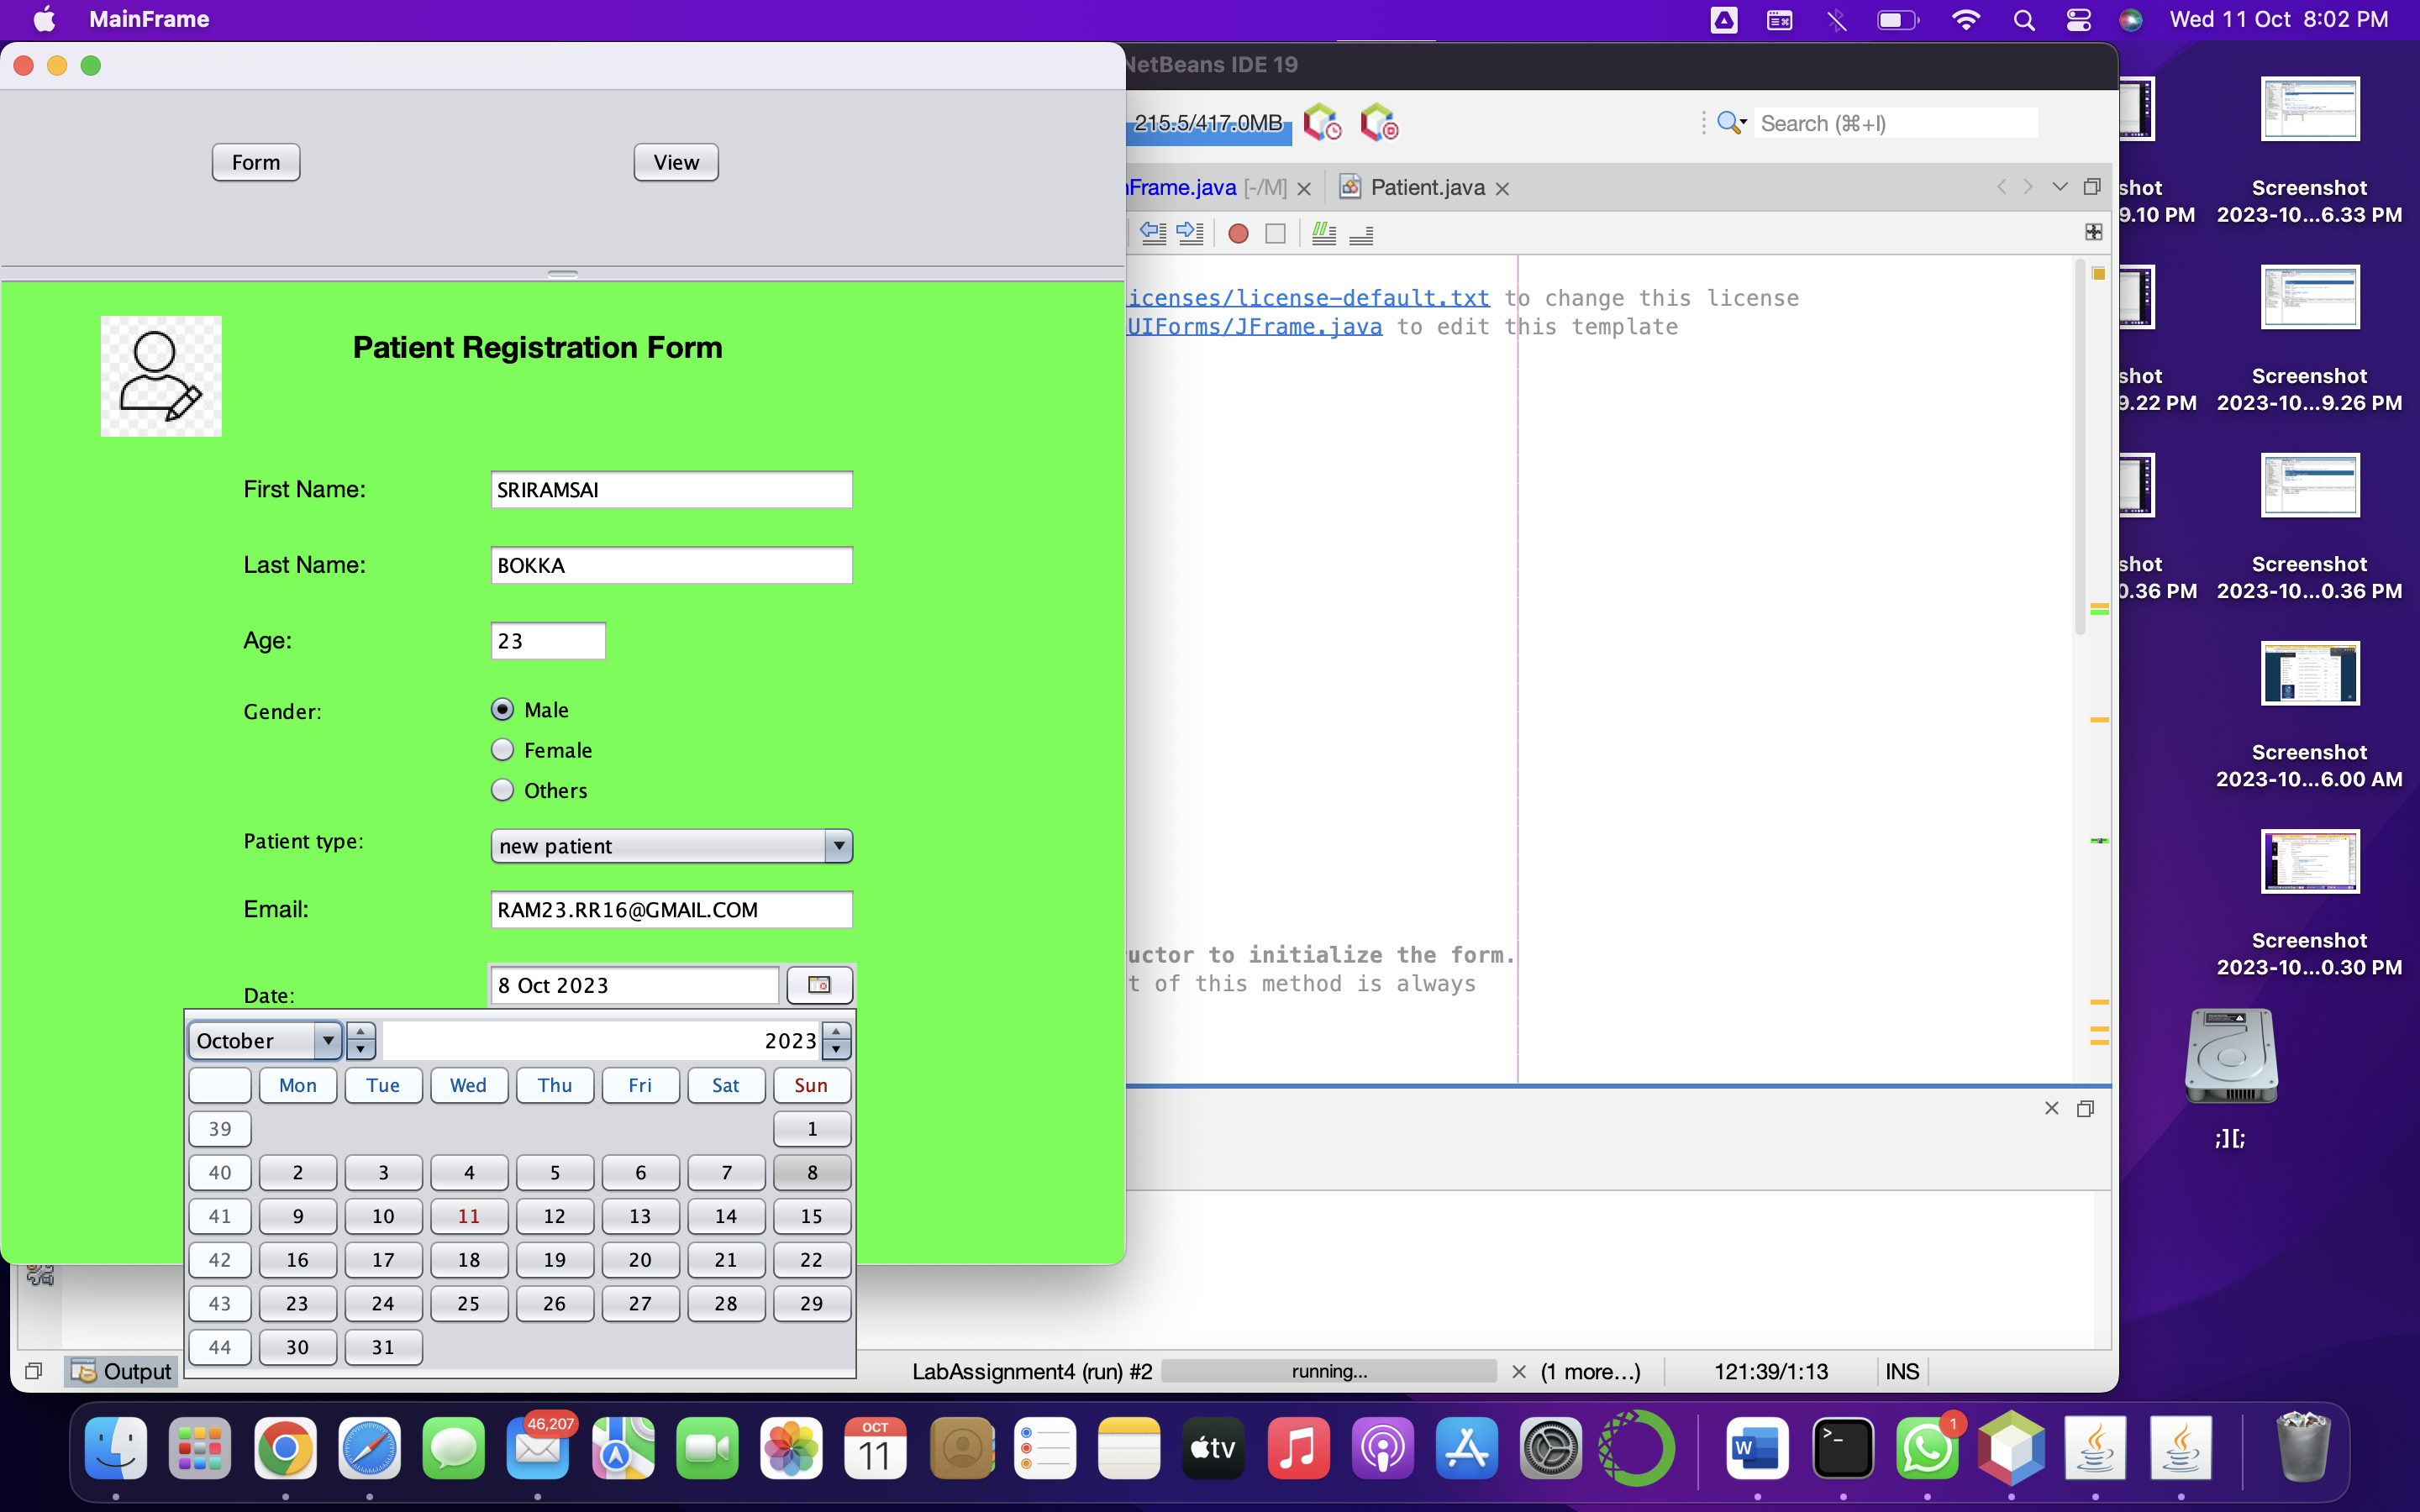 MainFrame
Wed 11 Oct 8:02 PM
NetBeans IDE 19
215.5/417.0MB
Search (⌘+I)
Form
View
nFrame.java [-/M]
Patient.java
icenses/license-default.txt to change this license
UIForms/JFrame.java to edit this template
Patient Registration Form
First Name:
SRIRAMSAI
Last Name:
BOKKA
Age:
23
Gender:
Male
Female
Others
Patient type:
new patient
Email:
RAM23.RR16@GMAIL.COM
Date:
8 Oct 2023
October
2023
Mon Tue Wed Thu Fri Sat Sun
39 1
40 2 3 4 5 6 7 8
41 9 10 11 12 13 14 15
42 16 17 18 19 20 21 22
43 23 24 25 26 27 28 29
44 30 31
uctor to initialize the form.
t of this method is always
Output
LabAssignment4 (run) #2
running...
(1 more...)
121:39/1:13
INS
shot
9.10 PM
Screenshot
2023-10...6.33 PM
shot
9.22 PM
Screenshot
2023-10...9.26 PM
shot
0.36 PM
Screenshot
2023-10...0.36 PM
Screenshot
2023-10...6.00 AM
Screenshot
2023-10...0.30 PM
;][;
46,207
OCT
11
tv
W
>_
1